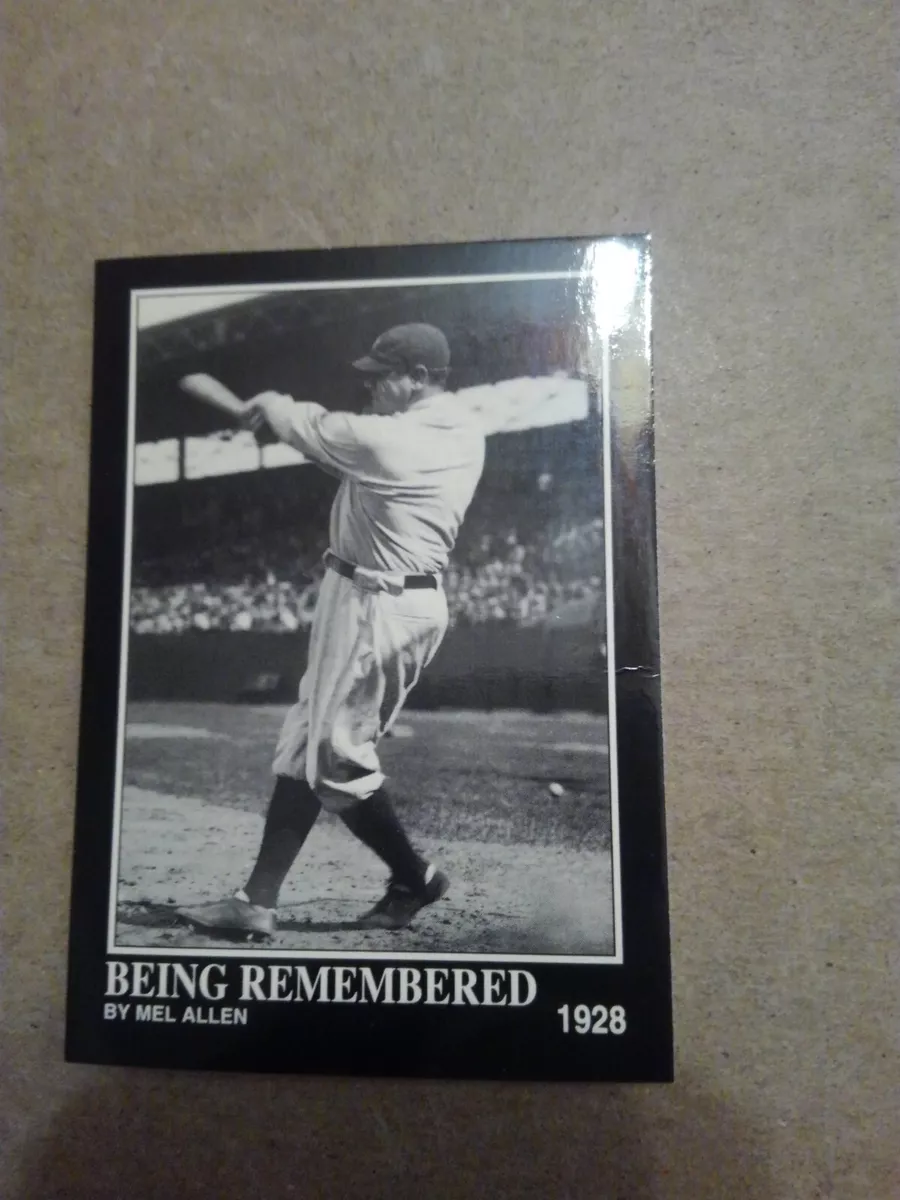 BEING REMEMBERED
BY MEL ALLEN
1928